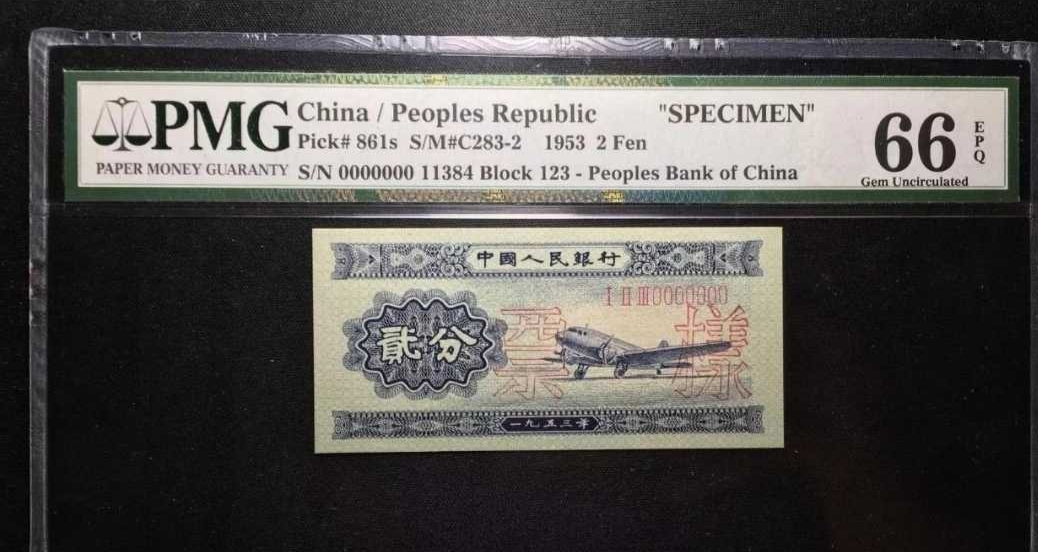 PMG
PAPER MONEY GUARANTY
China / Peoples Republic "SPECIMEN"
Pick# 861s S/M#C283-2 1953 2 Fen
S/N 0000000 11384 Block 123 - Peoples Bank of China
66
EPQ
Gem Uncirculated
中國人民銀行
I II III0000000
貳分
票樣
一九五三年